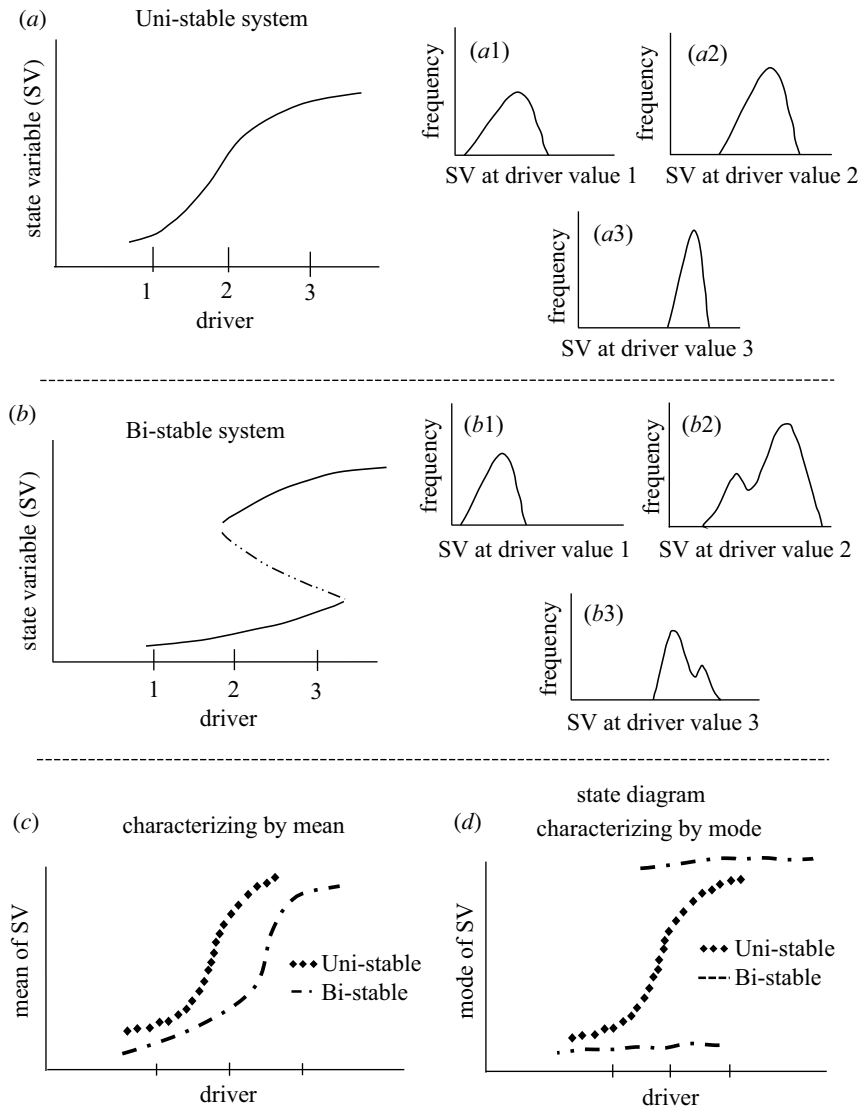 (a)
Uni-stable system
state variable (SV)
1
2
3
driver
(a1)
frequency
SV at driver value 1
(a2)
frequency
SV at driver value 2
(a3)
frequency
SV at driver value 3
(b)
Bi-stable system
state variable (SV)
1
2
3
driver
(b1)
frequency
SV at driver value 1
(b2)
frequency
SV at driver value 2
(b3)
frequency
SV at driver value 3
(c)
characterizing by mean
mean of SV
Uni-stable
Bi-stable
driver
state diagram
(d)
characterizing by mode
mode of SV
Uni-stable
Bi-stable
driver